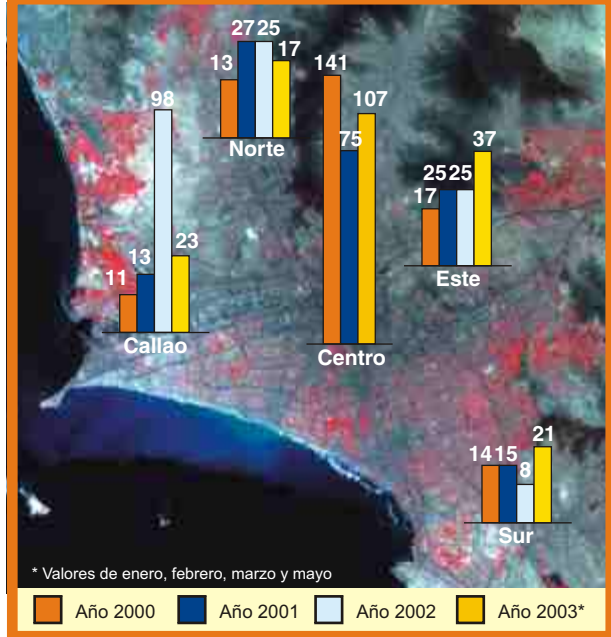 13 27 25 17
Norte
141 75 107
Centro
11 13 98 23
Callao
17 25 25 37
Este
14 15 8 21
Sur
* Valores de enero, febrero, marzo y mayo
Año 2000 Año 2001 Año 2002 Año 2003*